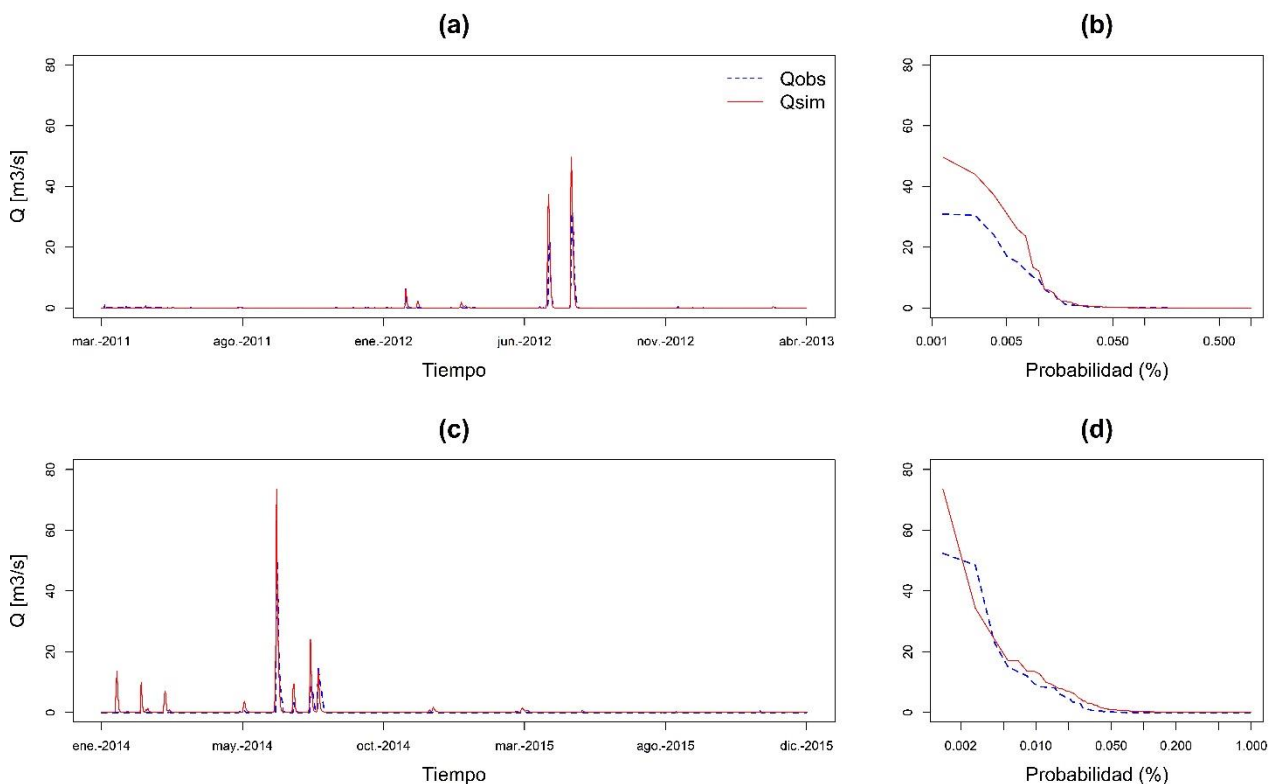 (a)
Q [m3/s]
80
60
40
20
0
Qobs
Qsim
mar.-2011 ago.-2011 ene.-2012 jun.-2012 nov.-2012 abr.-2013
Tiempo
(b)
80
60
40
20
0
0.001 0.005 0.050 0.500
Probabilidad (%)
(c)
Q [m3/s]
80
60
40
20
0
ene.-2014 may.-2014 oct.-2014 mar.-2015 ago.-2015 dic.-2015
Tiempo
(d)
80
60
40
20
0
0.002 0.010 0.050 0.200 1.000
Probabilidad (%)